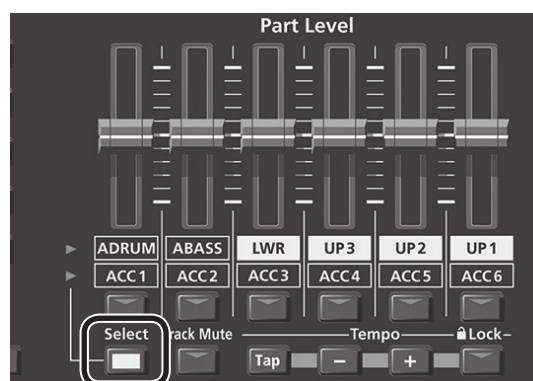 Part Level
ADRUM ABASS LWR UP3 UP2 UP1
ACC1 ACC2 ACC3 ACC4 ACC5 ACC6
Select rack Mute Tempo Lock
Tap - +